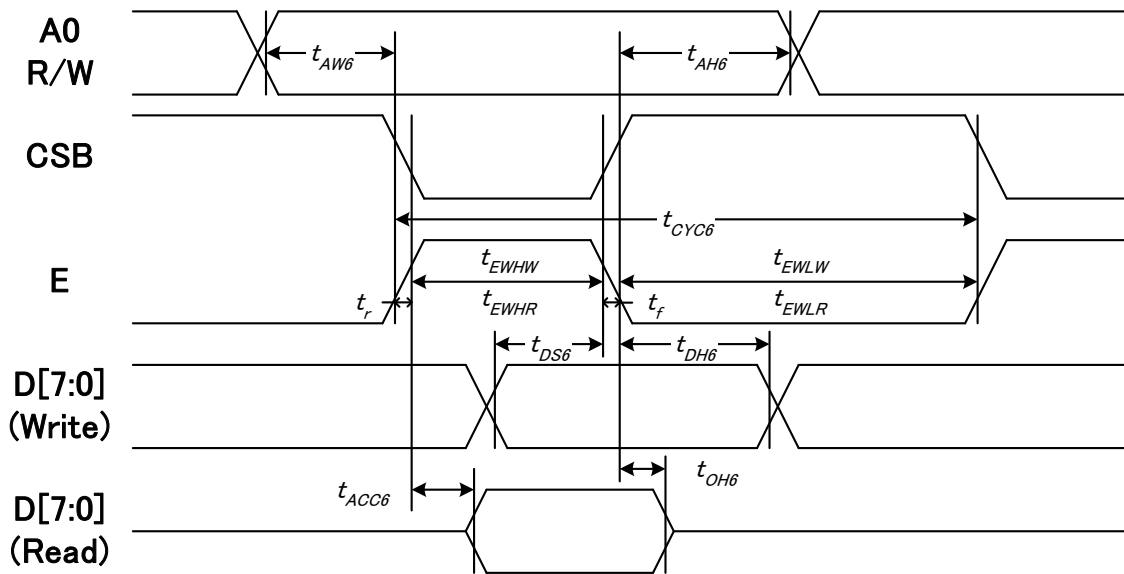 A0
R/W
t_AW6
t_AH6
CSB
t_CYC6
E
t_EWHW
t_EWLW
t_r
t_EWHR
t_f
t_EWLR
D[7:0]
(Write)
t_DS6
t_DH6
D[7:0]
(Read)
t_ACC6
t_OH6